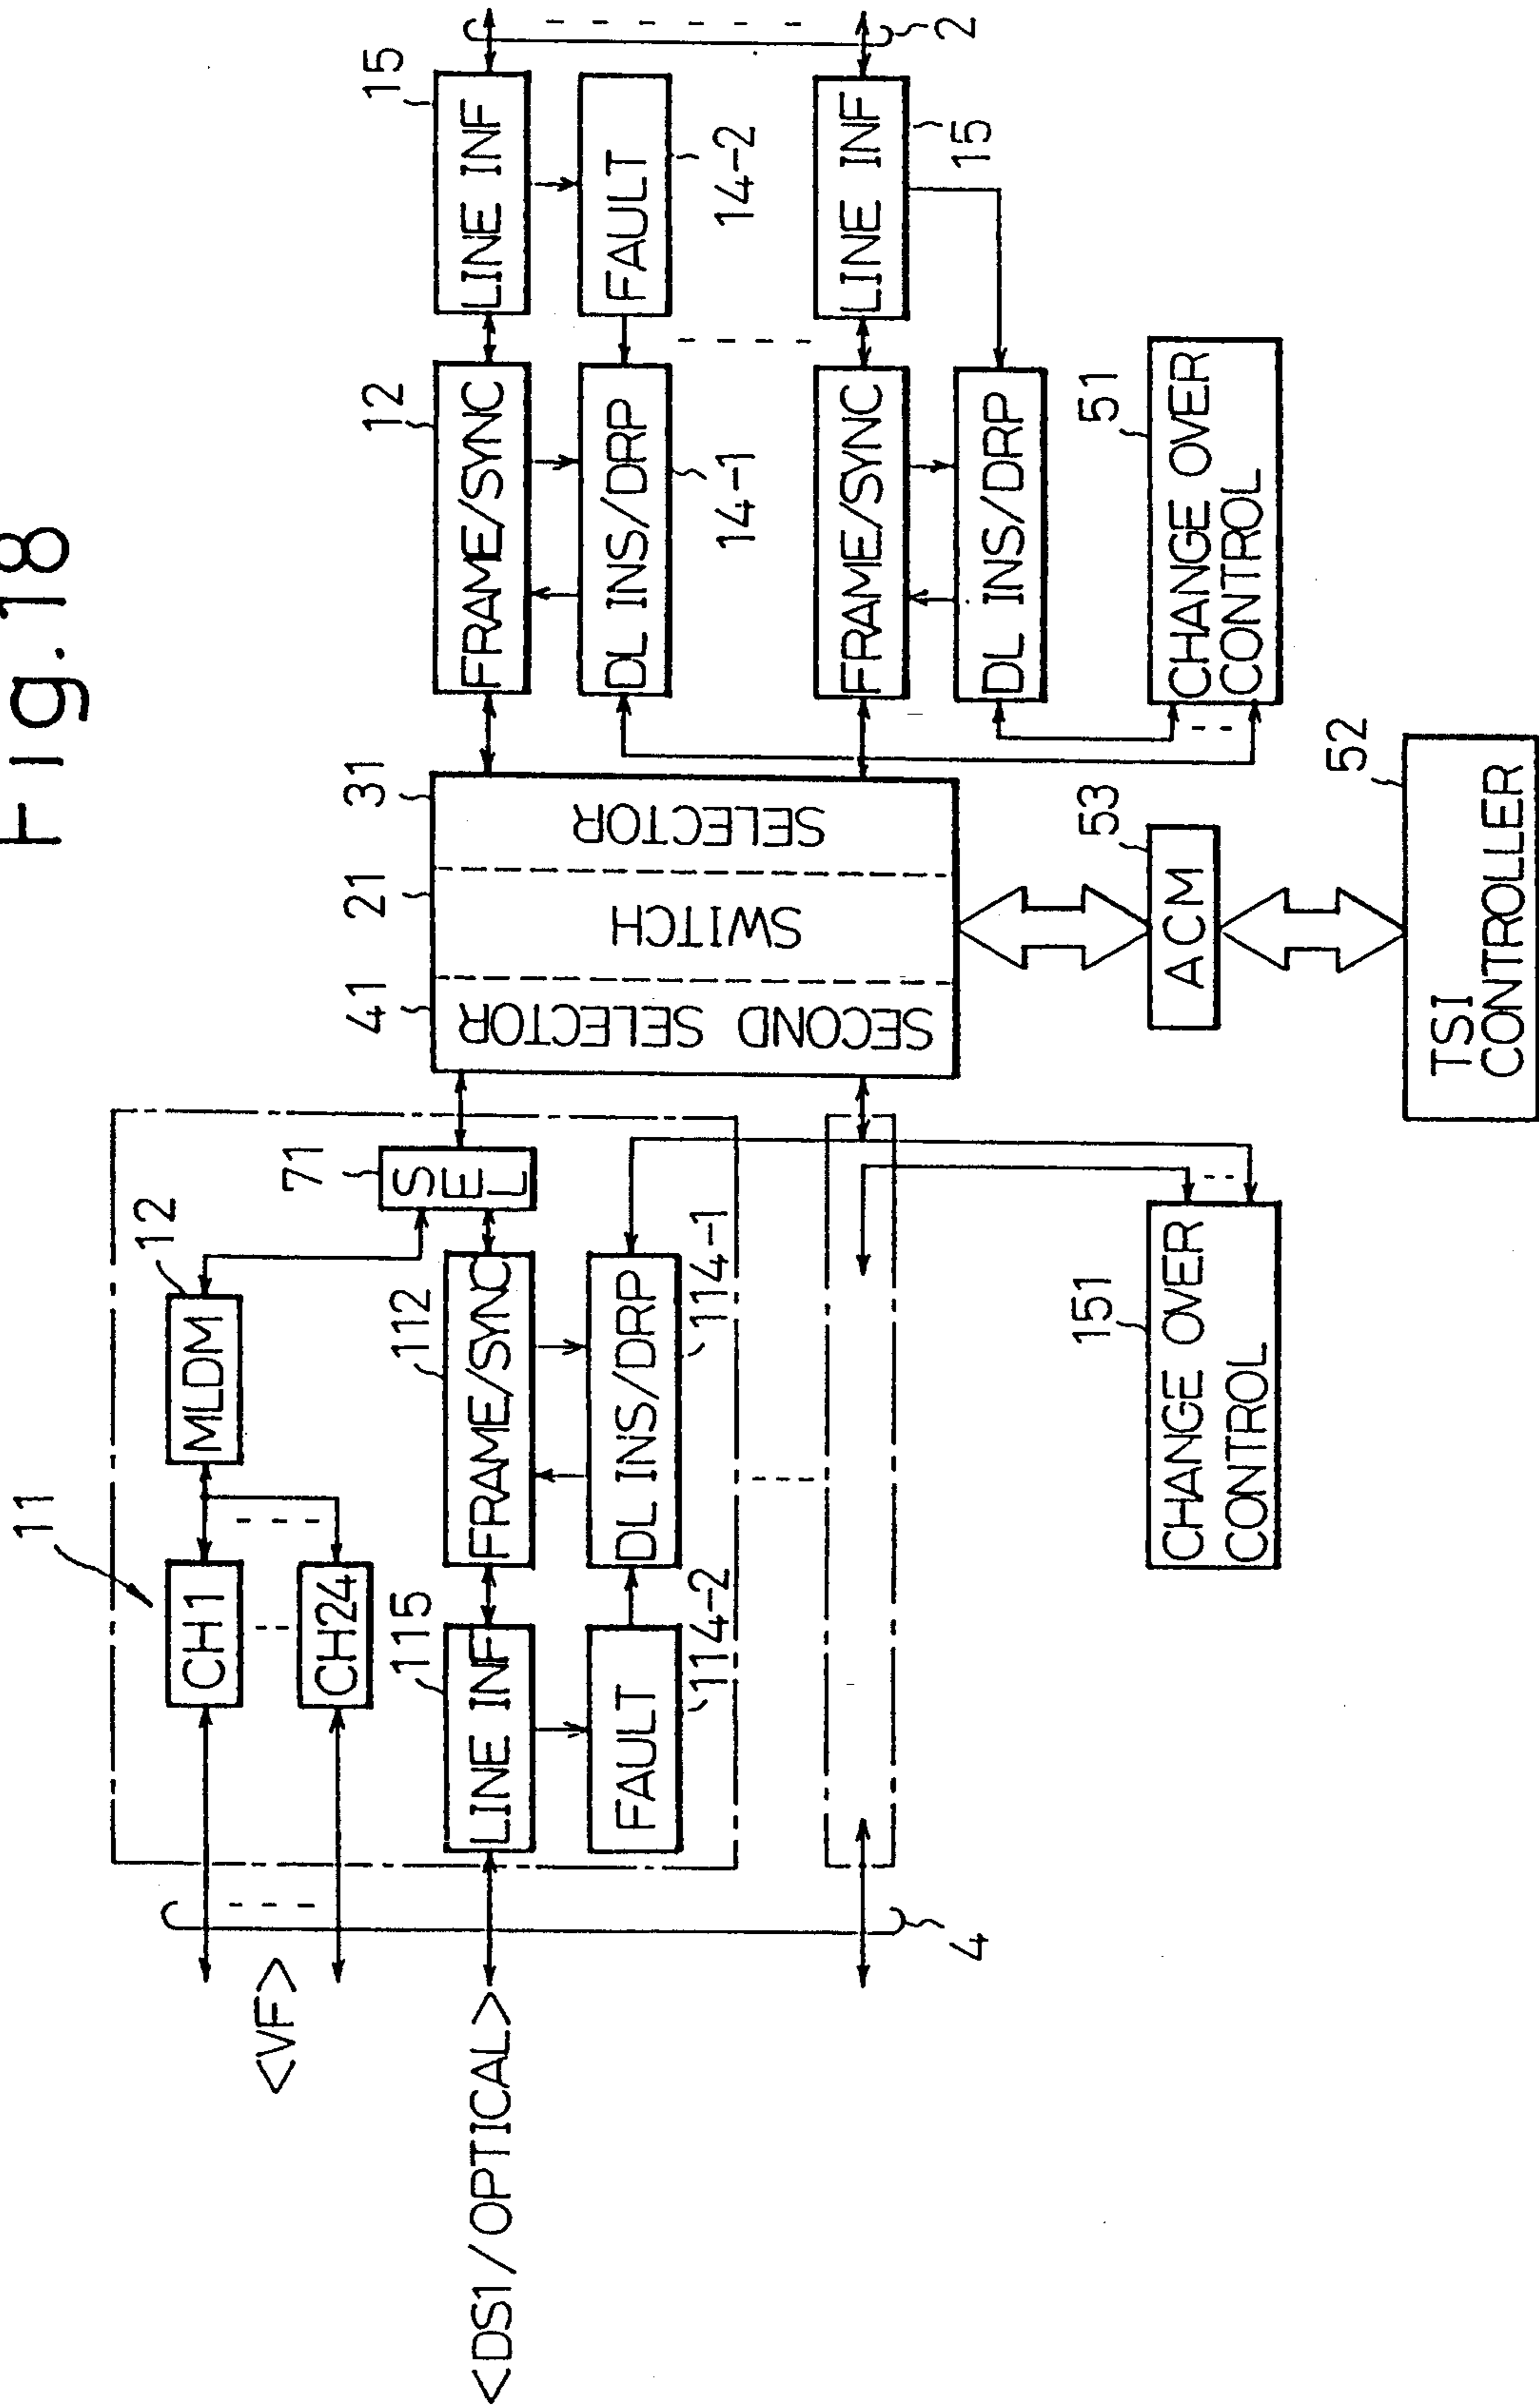 Fig.18
<VF>
<DS1/OPTICAL>
4
11
CH1
CH24
MLDM
12
115
LINE INF
FAULT
114-2
112
FRAME/SYNC
DL INS/DRP
114-1
71
SEL
151
CHANGE OVER
CONTROL
41
21
31
SECOND SELECTOR
SWITCH
SELECTOR
53
ACM
52
TSI
CONTROLLER
12
FRAME/SYNC
DL INS/DRP
14-1
15
LINE INF
FAULT
14-2
FRAME/SYNC
DL INS/DRP
LINE INF
15
2
51
CHANGE OVER
CONTROL